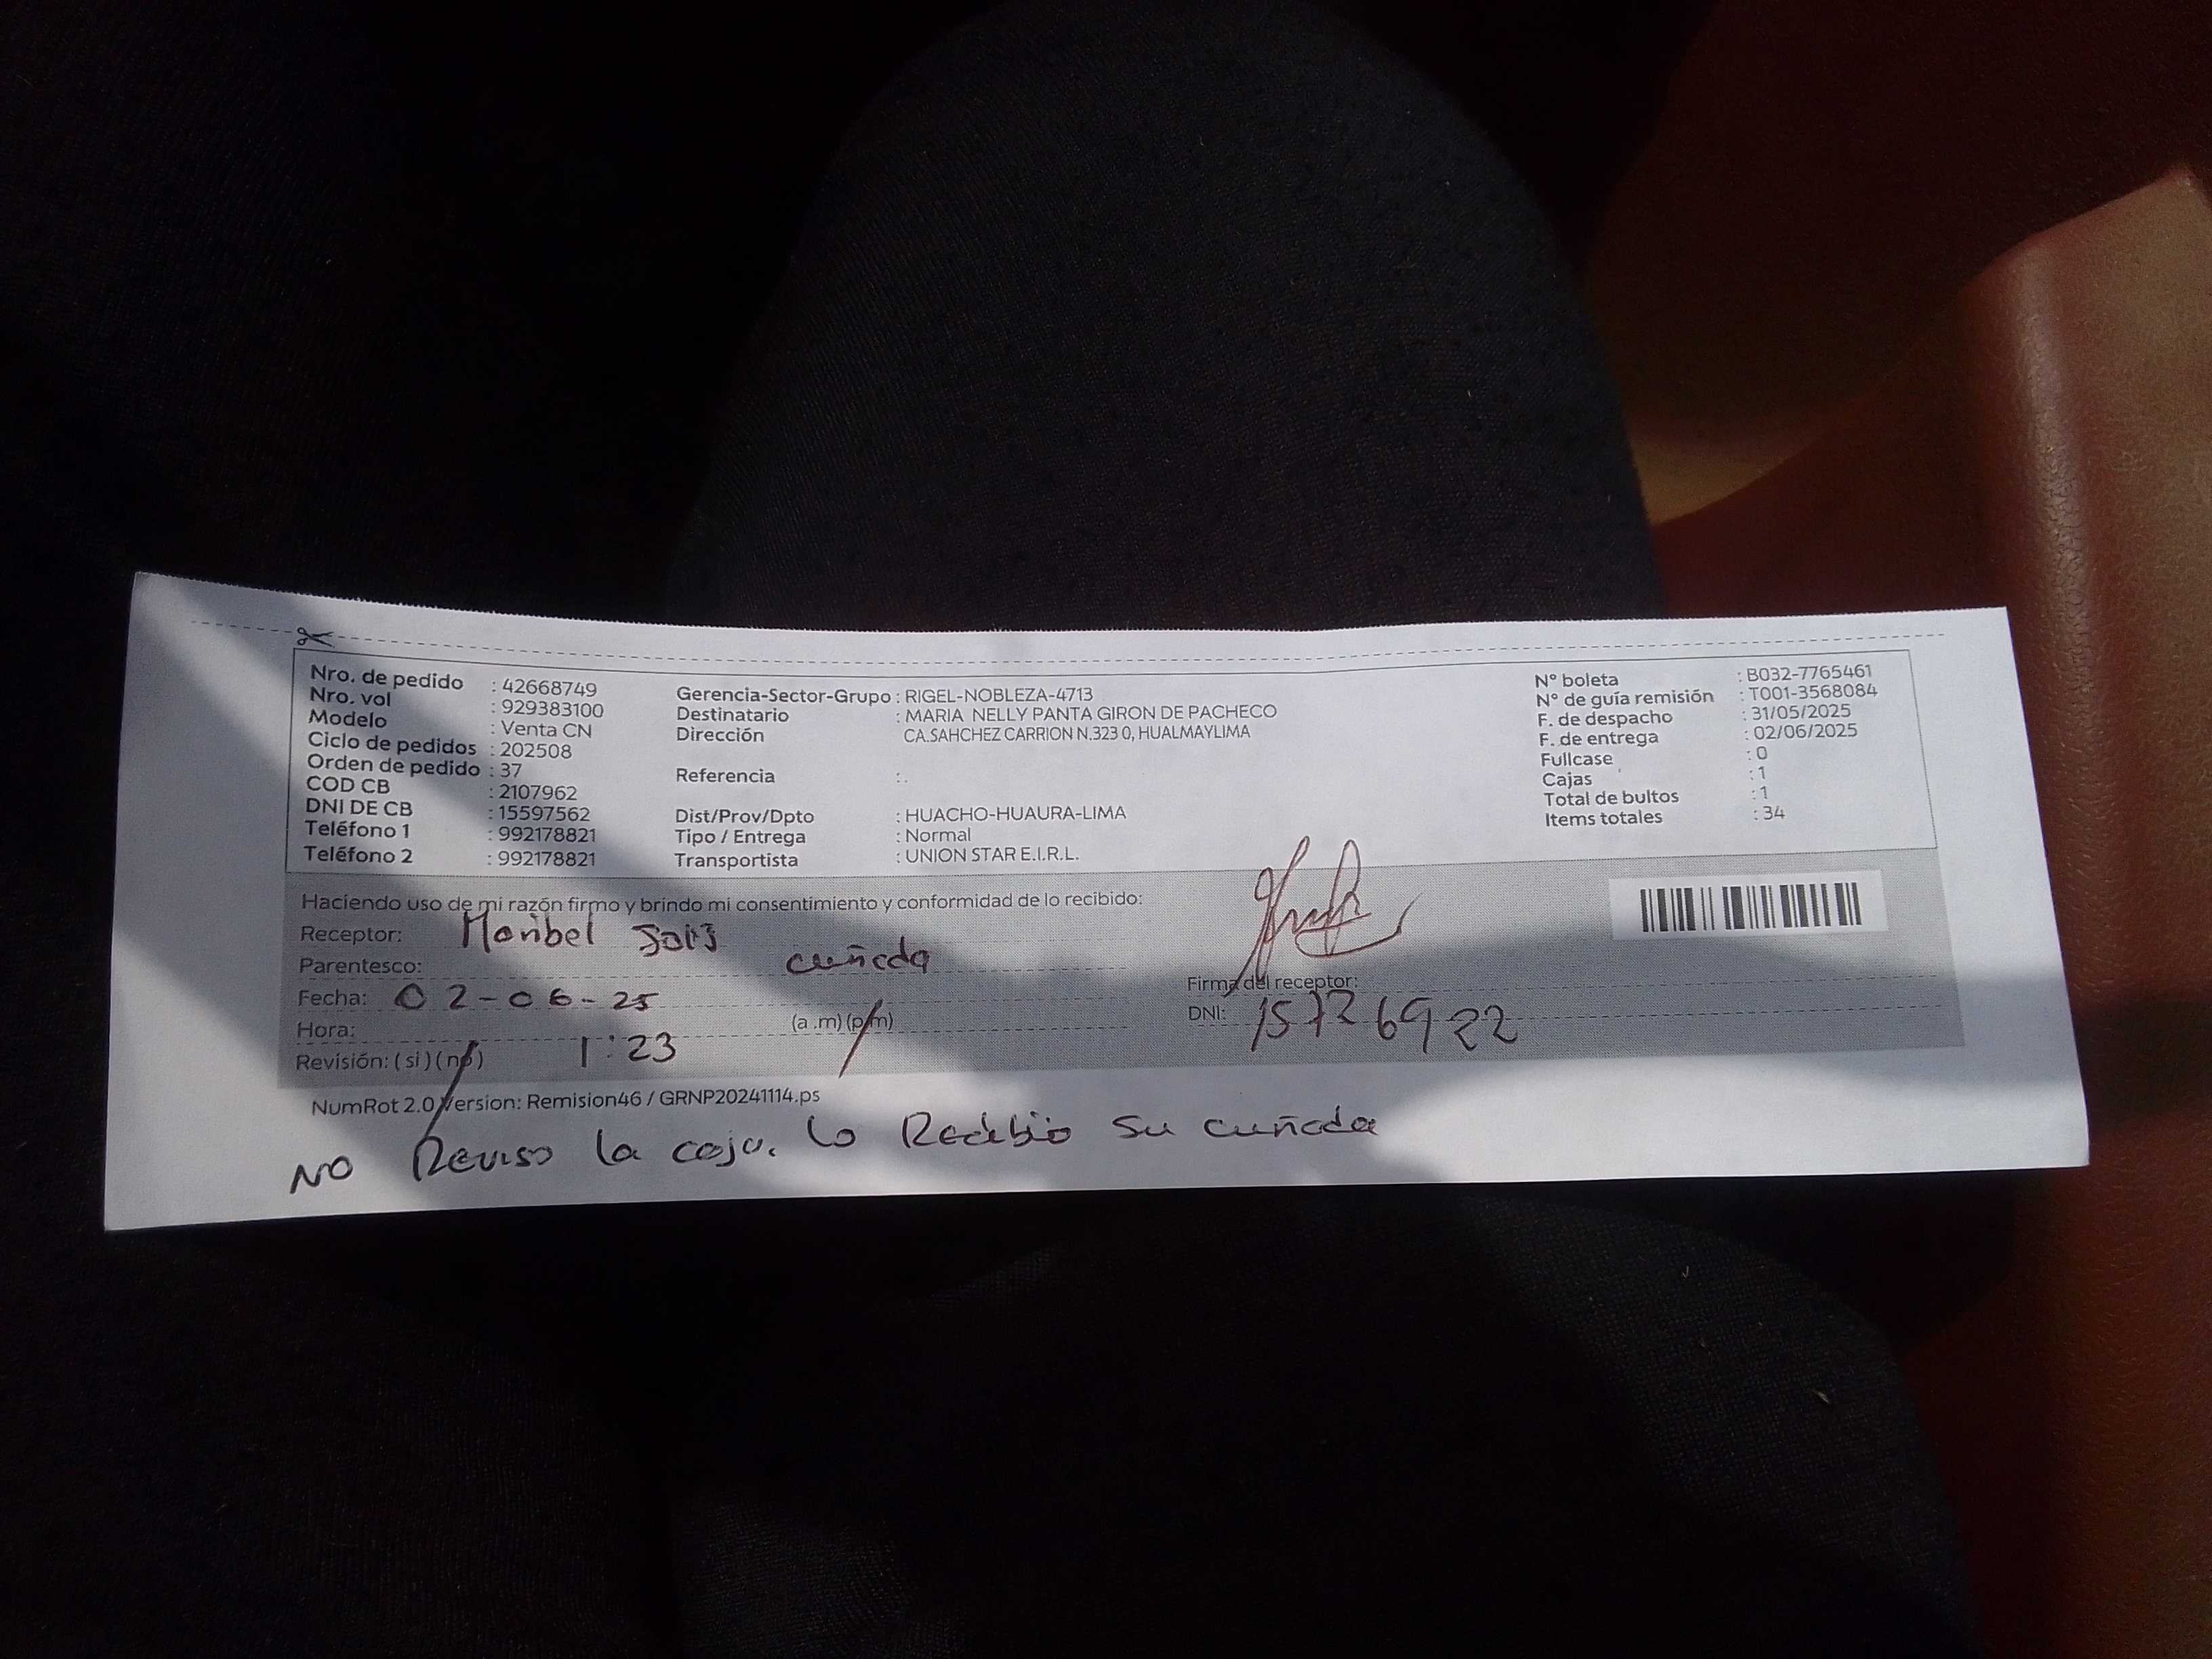 Nro. de pedido : 42668749
Nro. vol : 929383100
Modelo : Venta CN
Ciclo de pedidos : 202508
Orden de pedido : 37
COD CB : 2107962
DNI DE CB : 15597562
Teléfono 1 : 992178821
Teléfono 2 : 992178821
Gerencia-Sector-Grupo : RIGEL-NOBLEZA-4713
Destinatario : MARIA NELLY PANTA GIRON DE PACHECO
Dirección CA.SAHCHEZ CARRION N.323 0, HUALMAYLIMA
Referencia : .
Dist/Prov/Dpto : HUACHO-HUAURA-LIMA
Tipo / Entrega : Normal
Transportista : UNION STAR E.I.R.L.
N° boleta : B032-7765461
N° de guía remisión : T001-3568084
F. de despacho : 31/05/2025
F. de entrega : 02/06/2025
Fullcase : 0
Cajas : 1
Total de bultos : 1
Items totales : 34
Haciendo uso de mi razón firmo y brindo mi consentimiento y conformidad de lo recibido:
Receptor: Maribel
Parentesco: cuñada
Fecha: 02-06-25
Hora: 1:23 (a.m) (p/m)
Revisión: (si) (no)
Firma del receptor:
DNI: 15726922
NumRot 2.0 Version: Remision46 / GRNP20241114.ps
NO Reviso la caja. Lo Recibio su cuñada